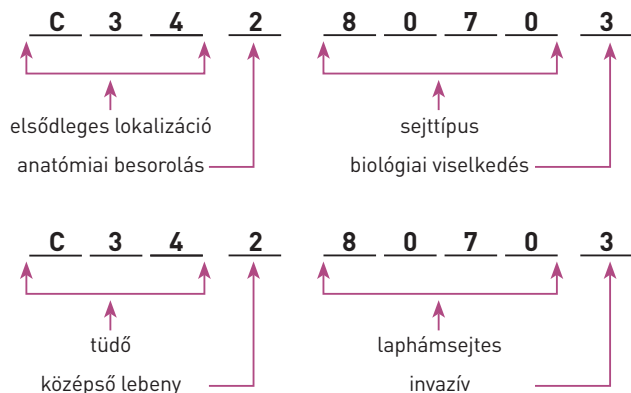 C 3 4 2 8 0 7 0 3
elsődleges lokalizáció sejttípus
anatómiai besorolás biológiai viselkedés
C 3 4 2 8 0 7 0 3
tüdő laphámsejtes
középső lebeny invazív